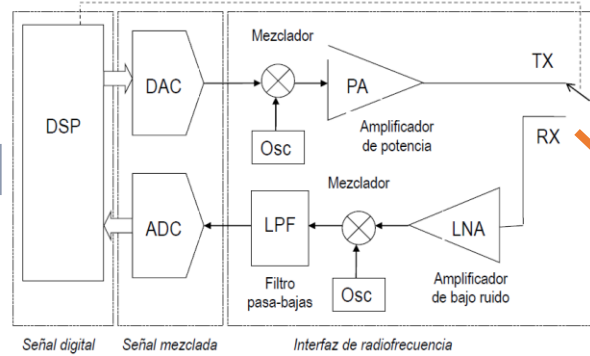 Mezclador
TX
DAC
PA
DSP
Osc
Amplificador
de potencia
RX
Mezclador
ADC
LPF
LNA
Filtro
pasa-bajas
Osc
Amplificador
de bajo ruido
Señal digital
Señal mezclada
Interfaz de radiofrecuencia